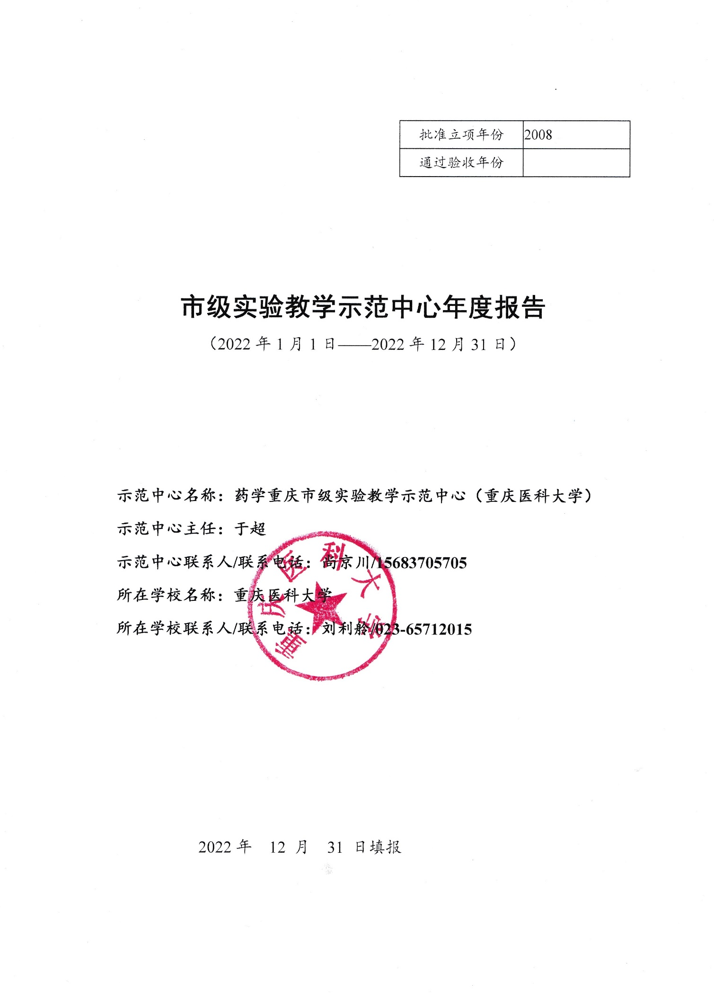 批准立项年份 2008
通过验收年份
市级实验教学示范中心年度报告
（2022 年 1 月 1 日——2022 年 12 月 31 日）
示范中心名称：药学重庆市级实验教学示范中心（重庆医科大学）
示范中心主任：于超
示范中心联系人/联系电话：尚京川/15683705705
所在学校名称：重庆医科大学
所在学校联系人/联系电话：刘利舲/023-65712015
重庆医科大学
2022 年 12 月 31 日填报